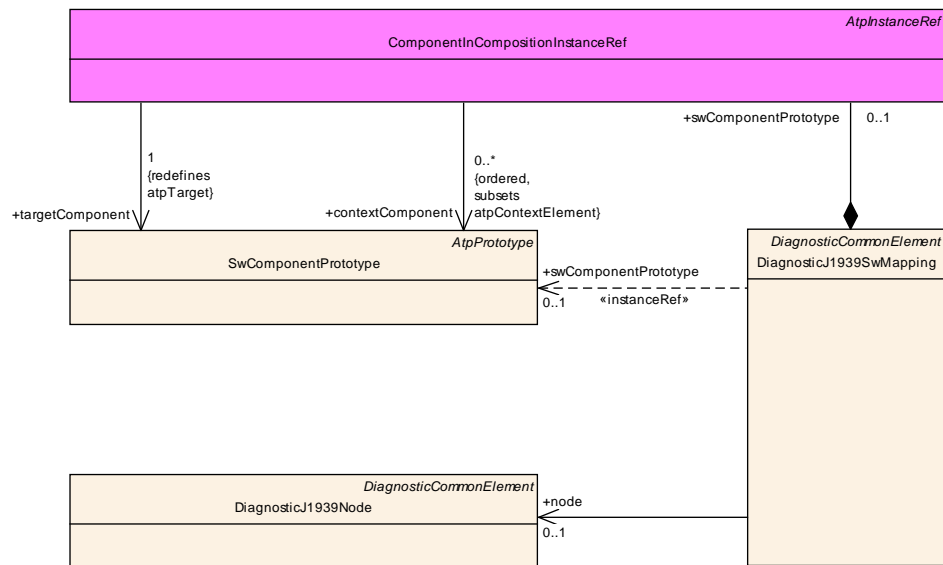 AtpInstanceRef
ComponentInCompositionInstanceRef
+swComponentPrototype 0..1
1
{redefines
atpTarget}
0..*
{ordered,
subsets
atpContextElement}
+targetComponent
+contextComponent
AtpPrototype
SwComponentPrototype
DiagnosticCommonElement
DiagnosticJ1939SwMapping
+swComponentPrototype
0..1
«instanceRef»
DiagnosticCommonElement
DiagnosticJ1939Node
+node
0..1